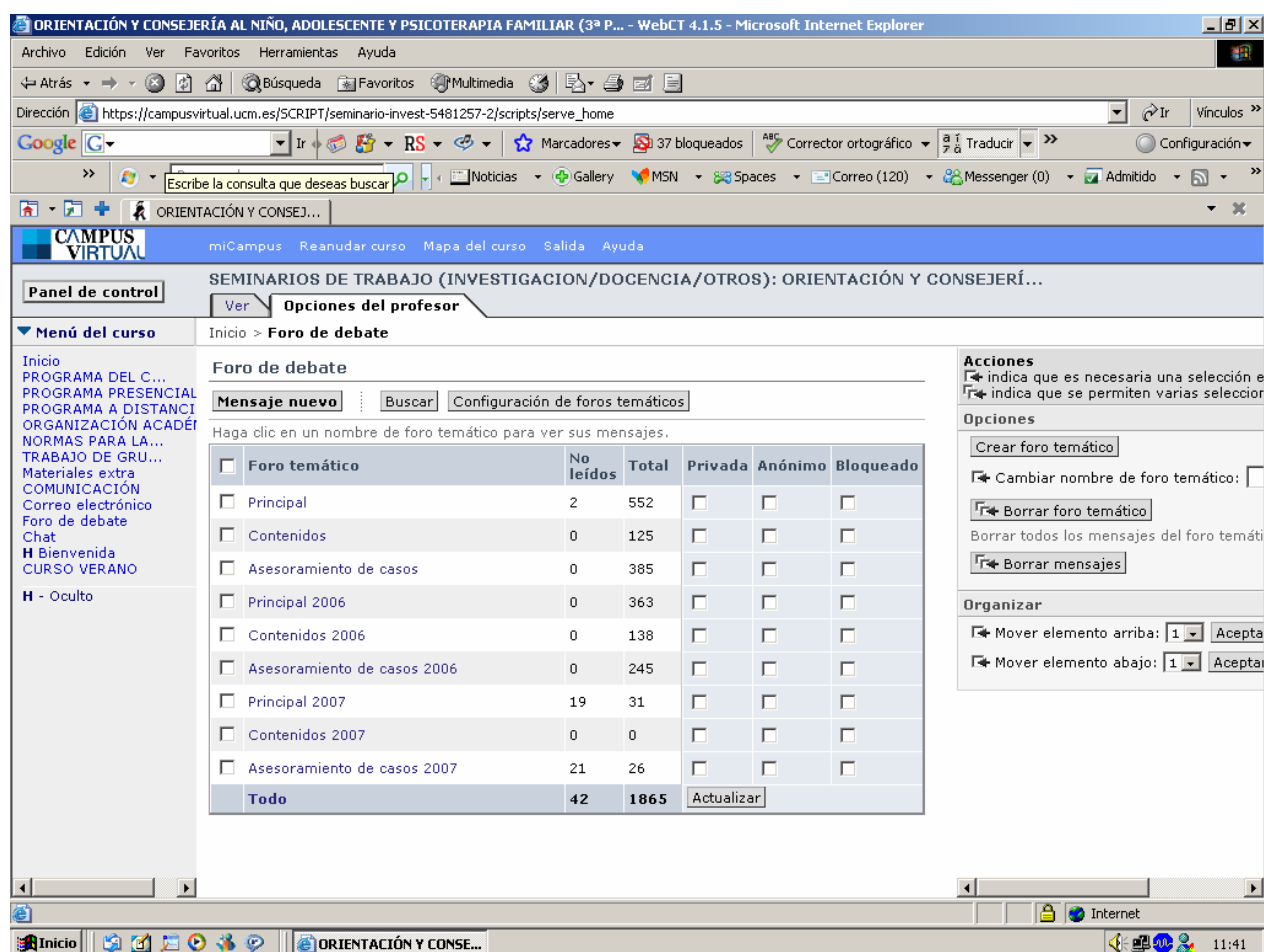 ORIENTACIÓN Y CONSEJERÍA AL NIÑO, ADOLESCENTE Y PSICOTERAPIA FAMILIAR (3ª P... - WebCT 4.1.5 - Microsoft Internet Explorer
Archivo Edición Ver Favoritos Herramientas Ayuda
Atrás Búsqueda Favoritos Multimedia
Dirección https://campusvirtual.ucm.es/SCRIPT/seminario-invest-5481257-2/scripts/serve_home Ir Vínculos »
Google G Ir RS Marcadores 37 bloqueados ABC Corrector ortográfico Traducir » Configuración
» Noticias Gallery MSN Spaces Correo (120) Messenger (0) Admitido »
Escribe la consulta que deseas buscar
ORIENTACIÓN Y CONSEJ...
CAMPUS VIRTUAL
miCampus Reanudar curso Mapa del curso Salida Ayuda
Panel de control
SEMINARIOS DE TRABAJO (INVESTIGACION/DOCENCIA/OTROS): ORIENTACIÓN Y CONSEJERÍ...
Ver Opciones del profesor
Menú del curso
Inicio > Foro de debate
Inicio
PROGRAMA DEL C...
PROGRAMA PRESENCIAL
PROGRAMA A DISTANCI
ORGANIZACIÓN ACADÉ
NORMAS PARA LA...
TRABAJO DE GRU...
Materiales extra
COMUNICACIÓN
Correo electrónico
Foro de debate
Chat
H Bienvenida
CURSO VERANO
H - Oculto
Foro de debate
Mensaje nuevo Buscar Configuración de foros temáticos
Haga clic en un nombre de foro temático para ver sus mensajes.
Foro temático No leídos Total Privada Anónimo Bloqueado
Principal 2 552
Contenidos 0 125
Asesoramiento de casos 0 385
Principal 2006 0 363
Contenidos 2006 0 138
Asesoramiento de casos 2006 0 245
Principal 2007 19 31
Contenidos 2007 0 0
Asesoramiento de casos 2007 21 26
Todo 42 1865 Actualizar
Acciones
indica que es necesaria una selección e
indica que se permiten varias seleccion
Opciones
Crear foro temático
Cambiar nombre de foro temático:
Borrar foro temático
Borrar todos los mensajes del foro temáti
Borrar mensajes
Organizar
Mover elemento arriba: 1 Acepta
Mover elemento abajo: 1 Aceptar
Internet
Inicio ORIENTACIÓN Y CONSE... 11:41